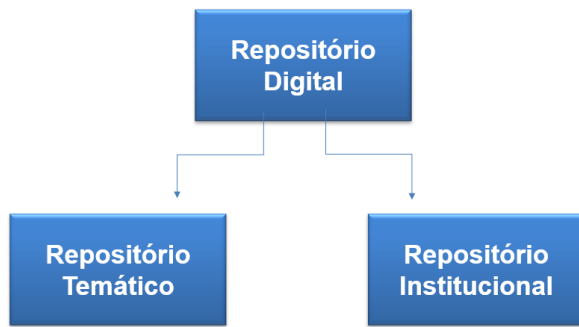 Repositório
Digital
Repositório
Temático
Repositório
Institucional